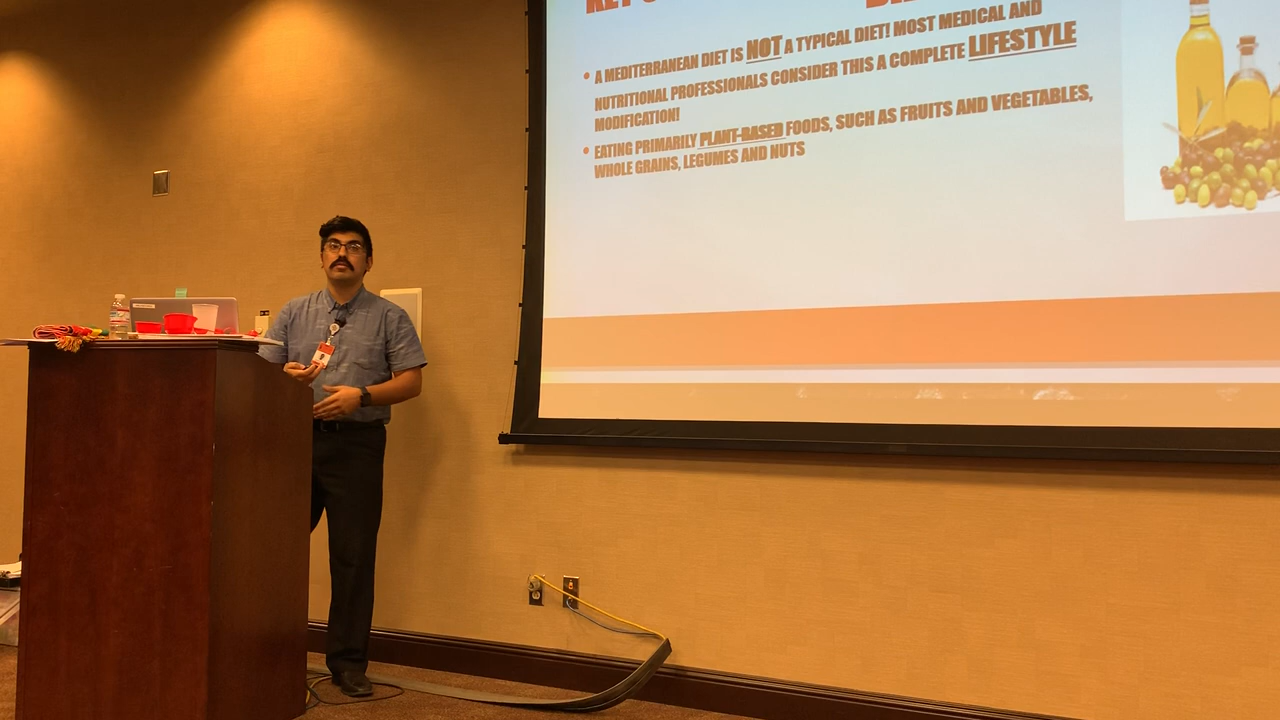 • A MEDITERRANEAN DIET IS NOT A TYPICAL DIET! MOST MEDICAL AND
NUTRITIONAL PROFESSIONALS CONSIDER THIS A COMPLETE LIFESTYLE
MODIFICATION!
• EATING PRIMARILY PLANT-BASED FOODS, SUCH AS FRUITS AND VEGETABLES,
WHOLE GRAINS, LEGUMES AND NUTS